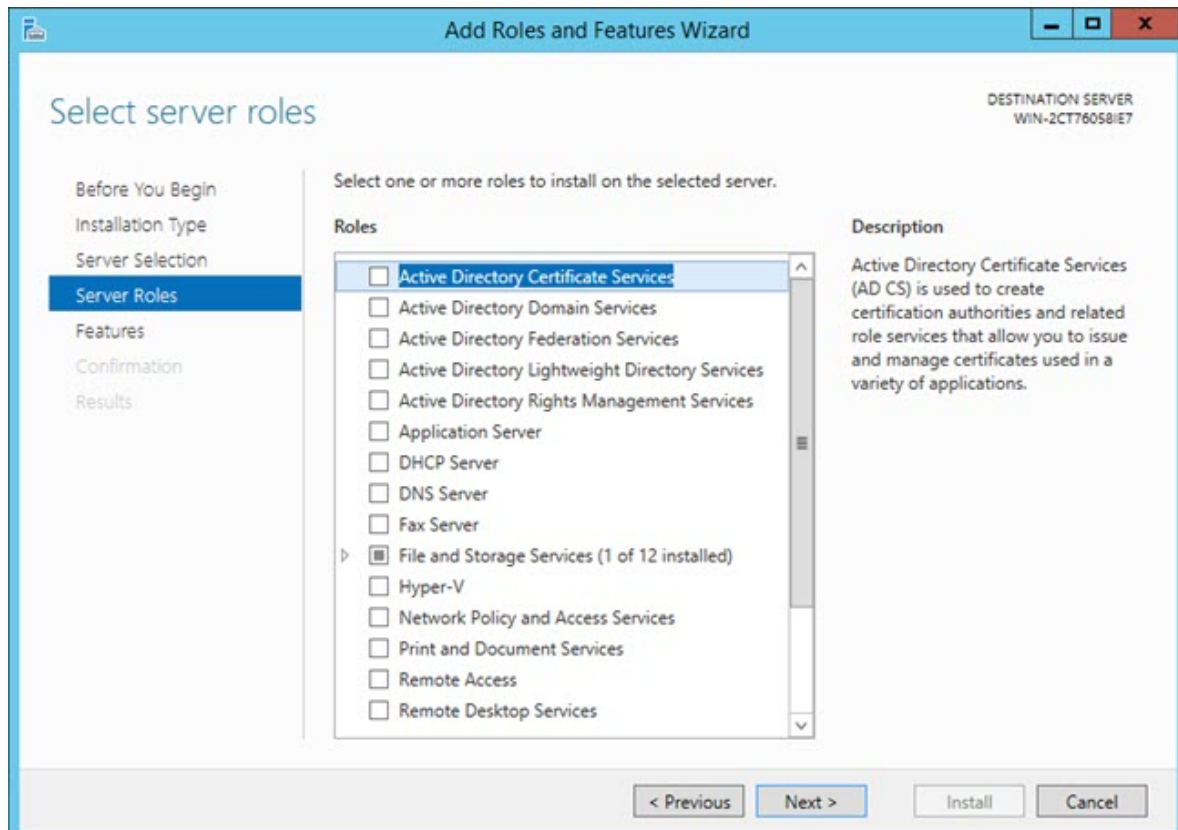 Add Roles and Features Wizard
Select server roles
DESTINATION SERVER
WIN-2CT76058IE7
Before You Begin
Installation Type
Server Selection
Server Roles
Features
Confirmation
Results
Select one or more roles to install on the selected server.
Roles
Active Directory Certificate Services
Active Directory Domain Services
Active Directory Federation Services
Active Directory Lightweight Directory Services
Active Directory Rights Management Services
Application Server
DHCP Server
DNS Server
Fax Server
File and Storage Services (1 of 12 installed)
Hyper-V
Network Policy and Access Services
Print and Document Services
Remote Access
Remote Desktop Services
Description
Active Directory Certificate Services
(AD CS) is used to create
certification authorities and related
role services that allow you to issue
and manage certificates used in a
variety of applications.
< Previous
Next >
Install
Cancel